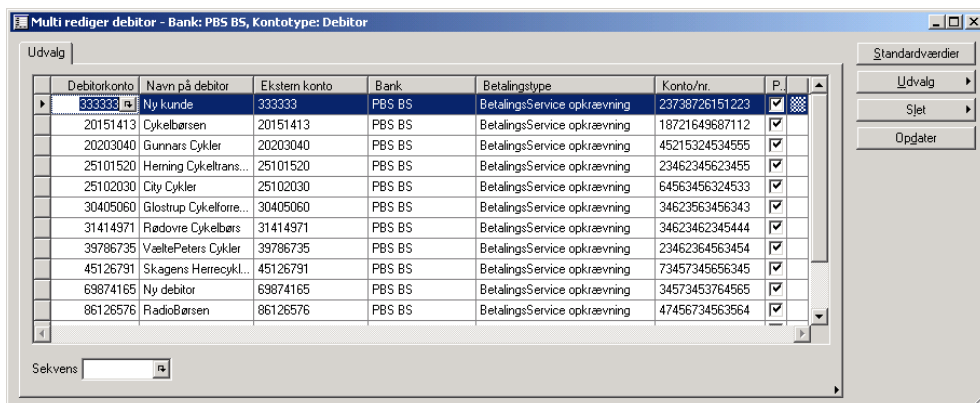 Multi rediger debitor - Bank: PBS BS, Kontotype: Debitor
Udvalg
Standardværdier
Udvalg
Slet
Opdater
Debitorkonto Navn på debitor Ekstern konto Bank Betalingstype Konto/nr. P..
333333 Ny kunde 333333 PBS BS BetalingsService opkrævning 23738726151223
20151413 Cykelbørsen 20151413 PBS BS BetalingsService opkrævning 18721649687112
20203040 Gunnars Cykler 20203040 PBS BS BetalingsService opkrævning 45215324534555
25101520 Herning Cykeltrans... 25101520 PBS BS BetalingsService opkrævning 23462345623455
25102030 City Cykler 25102030 PBS BS BetalingsService opkrævning 64563456324533
30405060 Glostrup Cykelforre... 30405060 PBS BS BetalingsService opkrævning 34623563456343
31414971 Rødovre Cykelbørs 31414971 PBS BS BetalingsService opkrævning 34623462345444
39786735 VæltePeters Cykler 39786735 PBS BS BetalingsService opkrævning 23462364563454
45126791 Skagens Herrecykl... 45126791 PBS BS BetalingsService opkrævning 73457345656345
69874165 Ny debitor 69874165 PBS BS BetalingsService opkrævning 34573453764565
86126576 RadioBørsen 86126576 PBS BS BetalingsService opkrævning 47456734563564
Sekvens